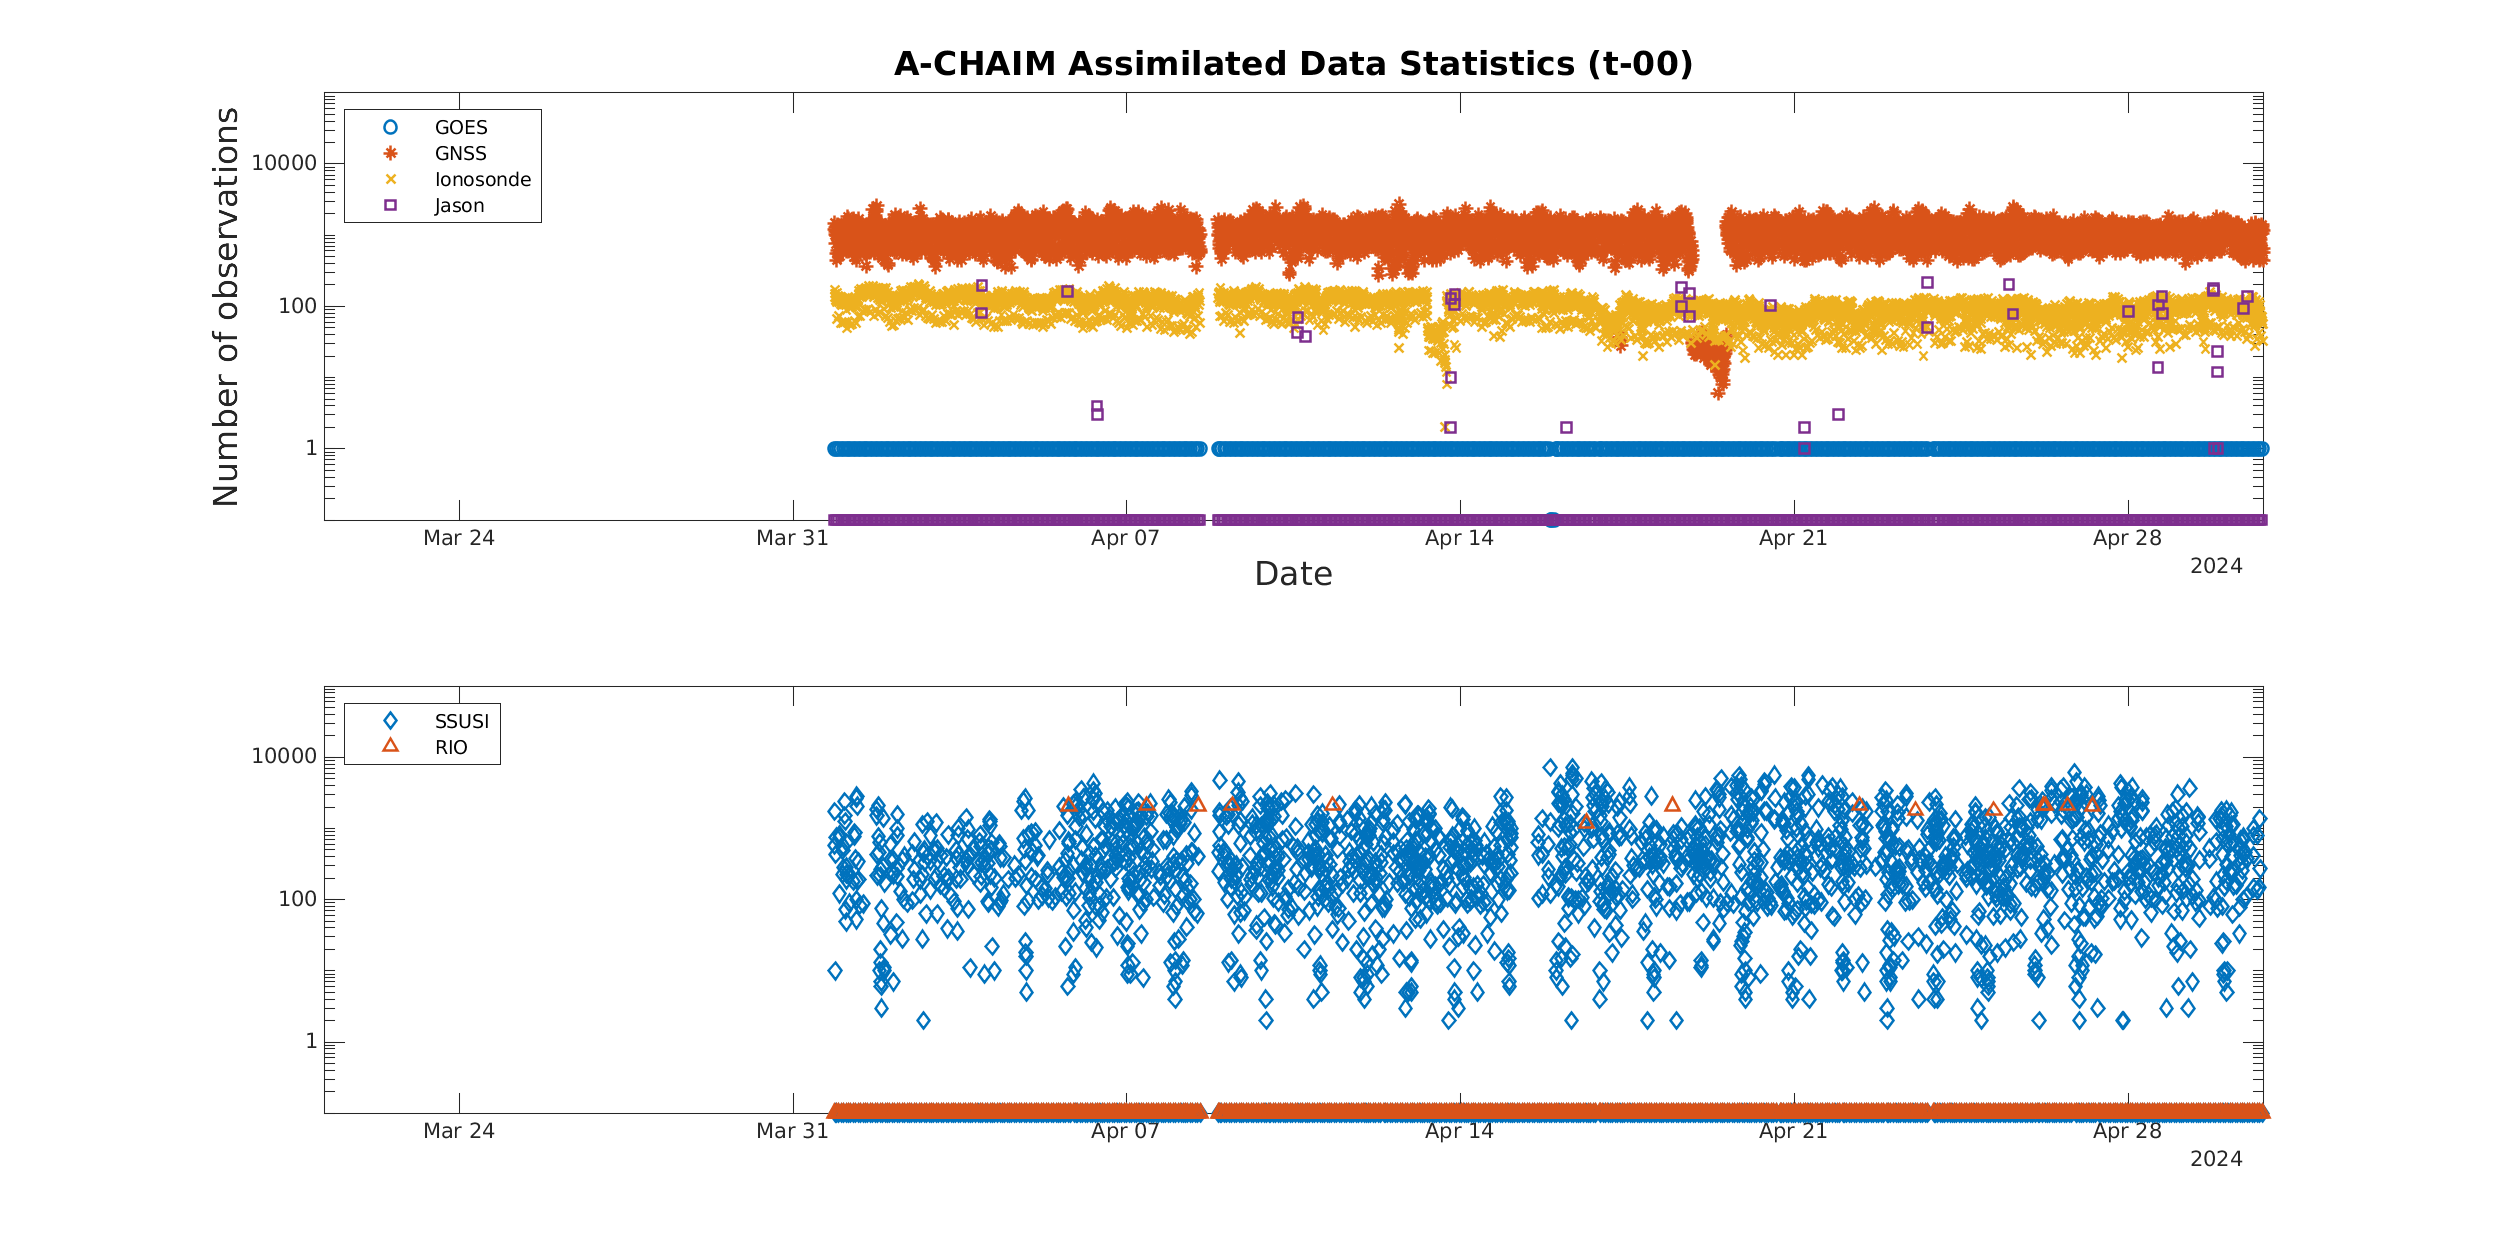 A-CHAIM Assimilated Data Statistics (t-00)
Number of observations
GOES
GNSS
Ionosonde
Jason
10000
100
1
Mar 24 Mar 31 Apr 07 Apr 14 Apr 21 Apr 28
2024
Date
SSUSI
RIO
10000
100
1
Mar 24 Mar 31 Apr 07 Apr 14 Apr 21 Apr 28
2024